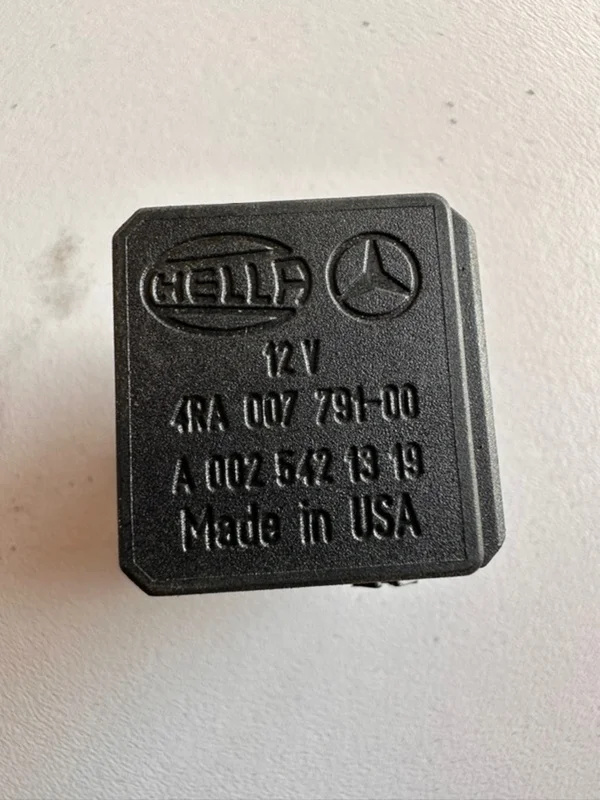 HELLA
12 V
4RA 007 791-00
A 002 542 13 19
Made in USA